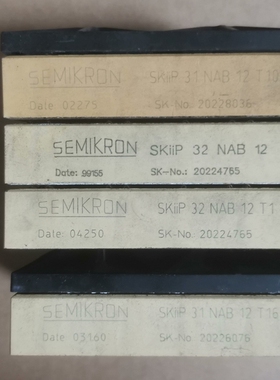 SEMIKRON SKiiP 31 NAB 12 T
Date: 02275 SK-No. 20228036
SEMIKRON SKiiP 32 NAB 12
Date: 99155 SK-No.: 20224765
SEMIKRON SKiiP 32 NAB 12 T1
Date: 04250 SK-No. 20224765
SEMIKRON SKiiP 31 NAB 12 T16
Date 03160 SK-No. 20226076